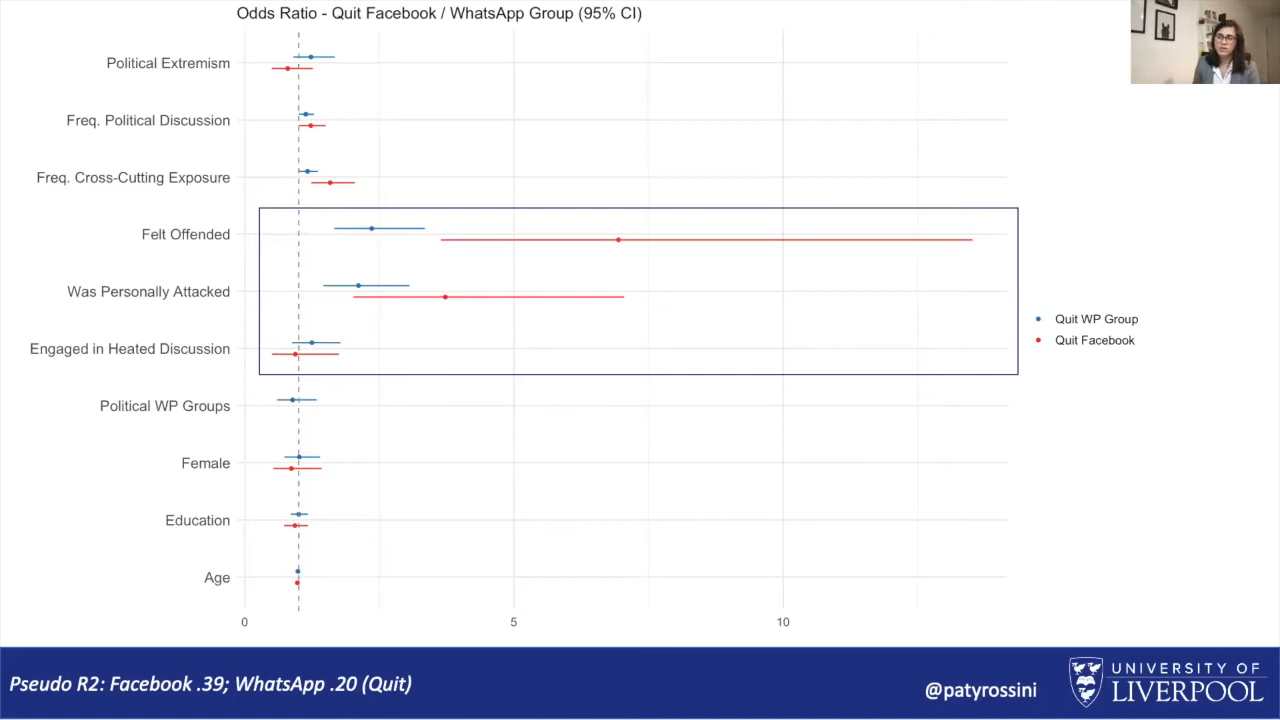 Odds Ratio - Quit Facebook / WhatsApp Group (95% CI)
Political Extremism
Freq. Political Discussion
Freq. Cross-Cutting Exposure
Felt Offended
Was Personally Attacked
Engaged in Heated Discussion
Political WP Groups
Female
Education
Age
0 5 10
Quit WP Group
Quit Facebook
Pseudo R2: Facebook .39; WhatsApp .20 (Quit)
@patyrossini
UNIVERSITY OF
LIVERPOOL